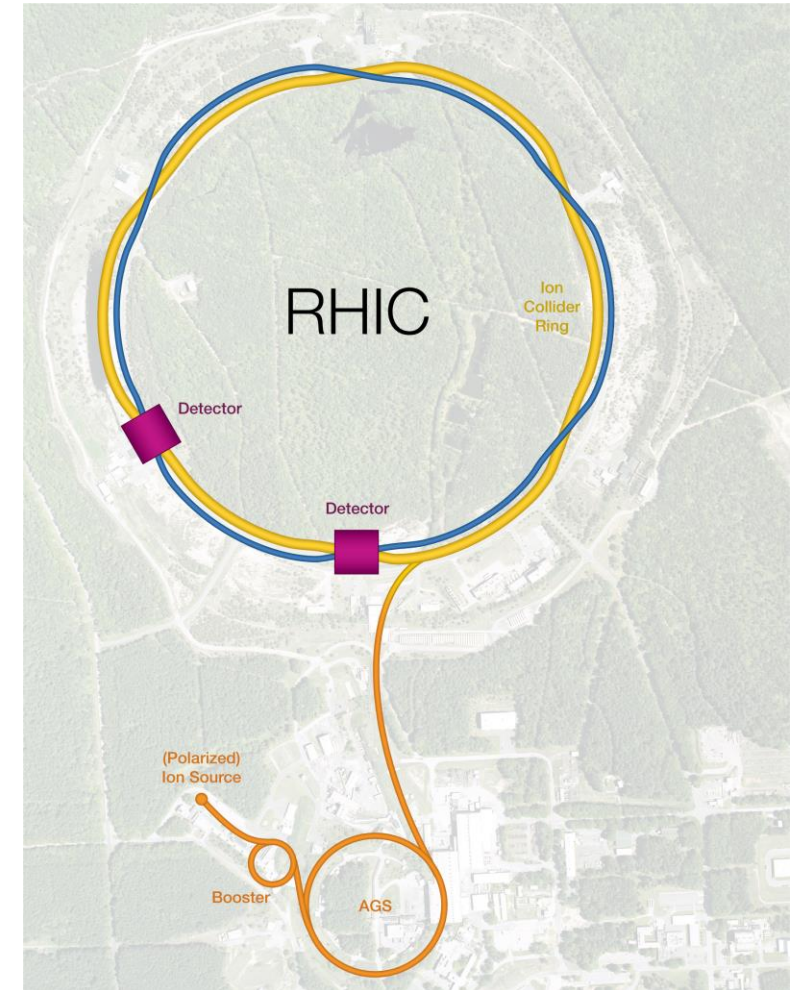 RHIC
Ion
Collider
Ring
Detector
Detector
(Polarized)
Ion Source
Booster
AGS